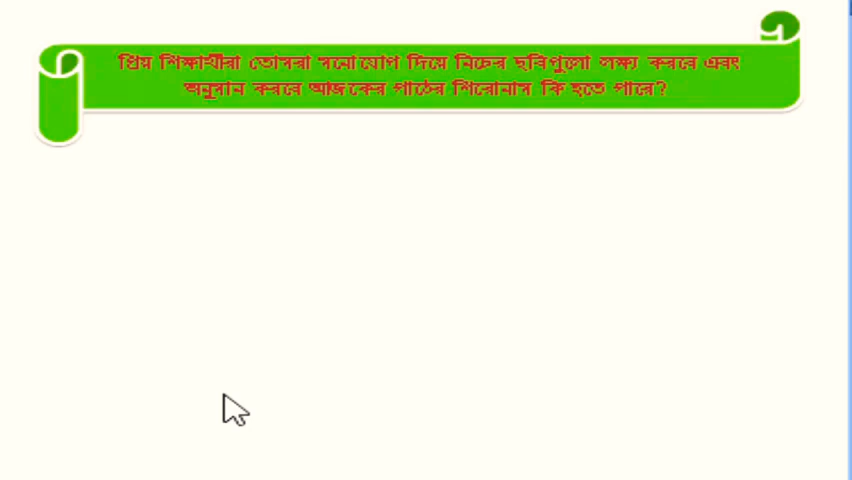 প্রিয় শিক্ষার্থীরা তোমরা মনোযোগ দিয়ে নিচের ছবিগুলো লক্ষ্য করবে এবং
অনুমান করবে আজকের পাঠের শিরোনাম কি হতে পারে?